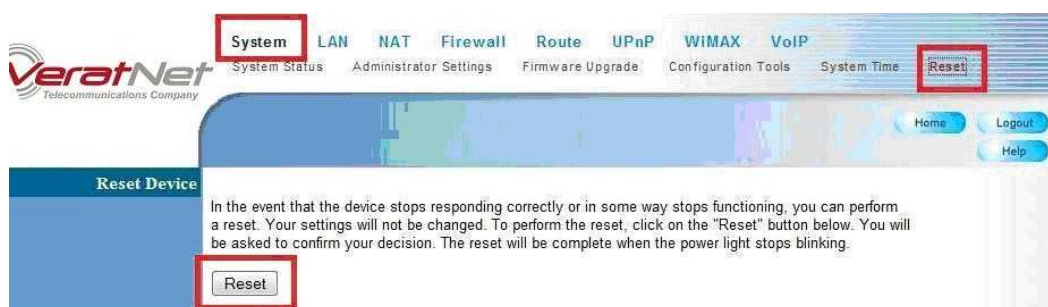 System LAN NAT Firewall Route UPnP WiMAX VoIP
System Status Administrator Settings Firmware Upgrade Configuration Tools System Time Reset
VeratNet
Telecommunications Company
Home Logout
Help
Reset Device
In the event that the device stops responding correctly or in some way stops functioning, you can perform
a reset. Your settings will not be changed. To perform the reset, click on the "Reset" button below. You will
be asked to confirm your decision. The reset will be complete when the power light stops blinking.
Reset